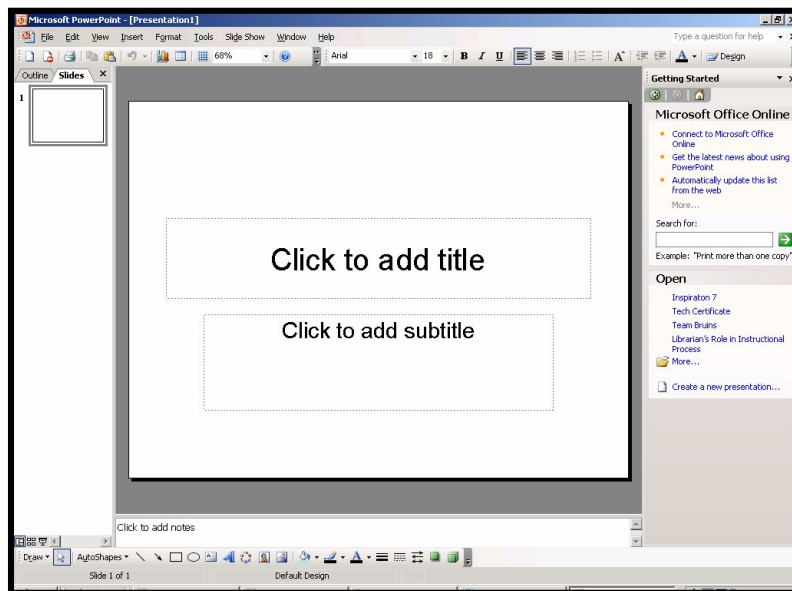 Microsoft PowerPoint - [Presentation1]
File Edit View Insert Format Tools Slide Show Window Help Type a question for help
68% Arial 18 B I U A A Design
Outline Slides
1
Click to add title
Click to add subtitle
Click to add notes
Getting Started
Microsoft Office Online
Connect to Microsoft Office
Online
Get the latest news about using
PowerPoint
Automatically update this list
from the web
More...
Search for:
Example: "Print more than one copy"
Open
Inspiraton 7
Tech Certificate
Team Bruins
Librarian's Role in Instructional
Process
More...
Create a new presentation...
Draw AutoShapes A
Slide 1 of 1 Default Design